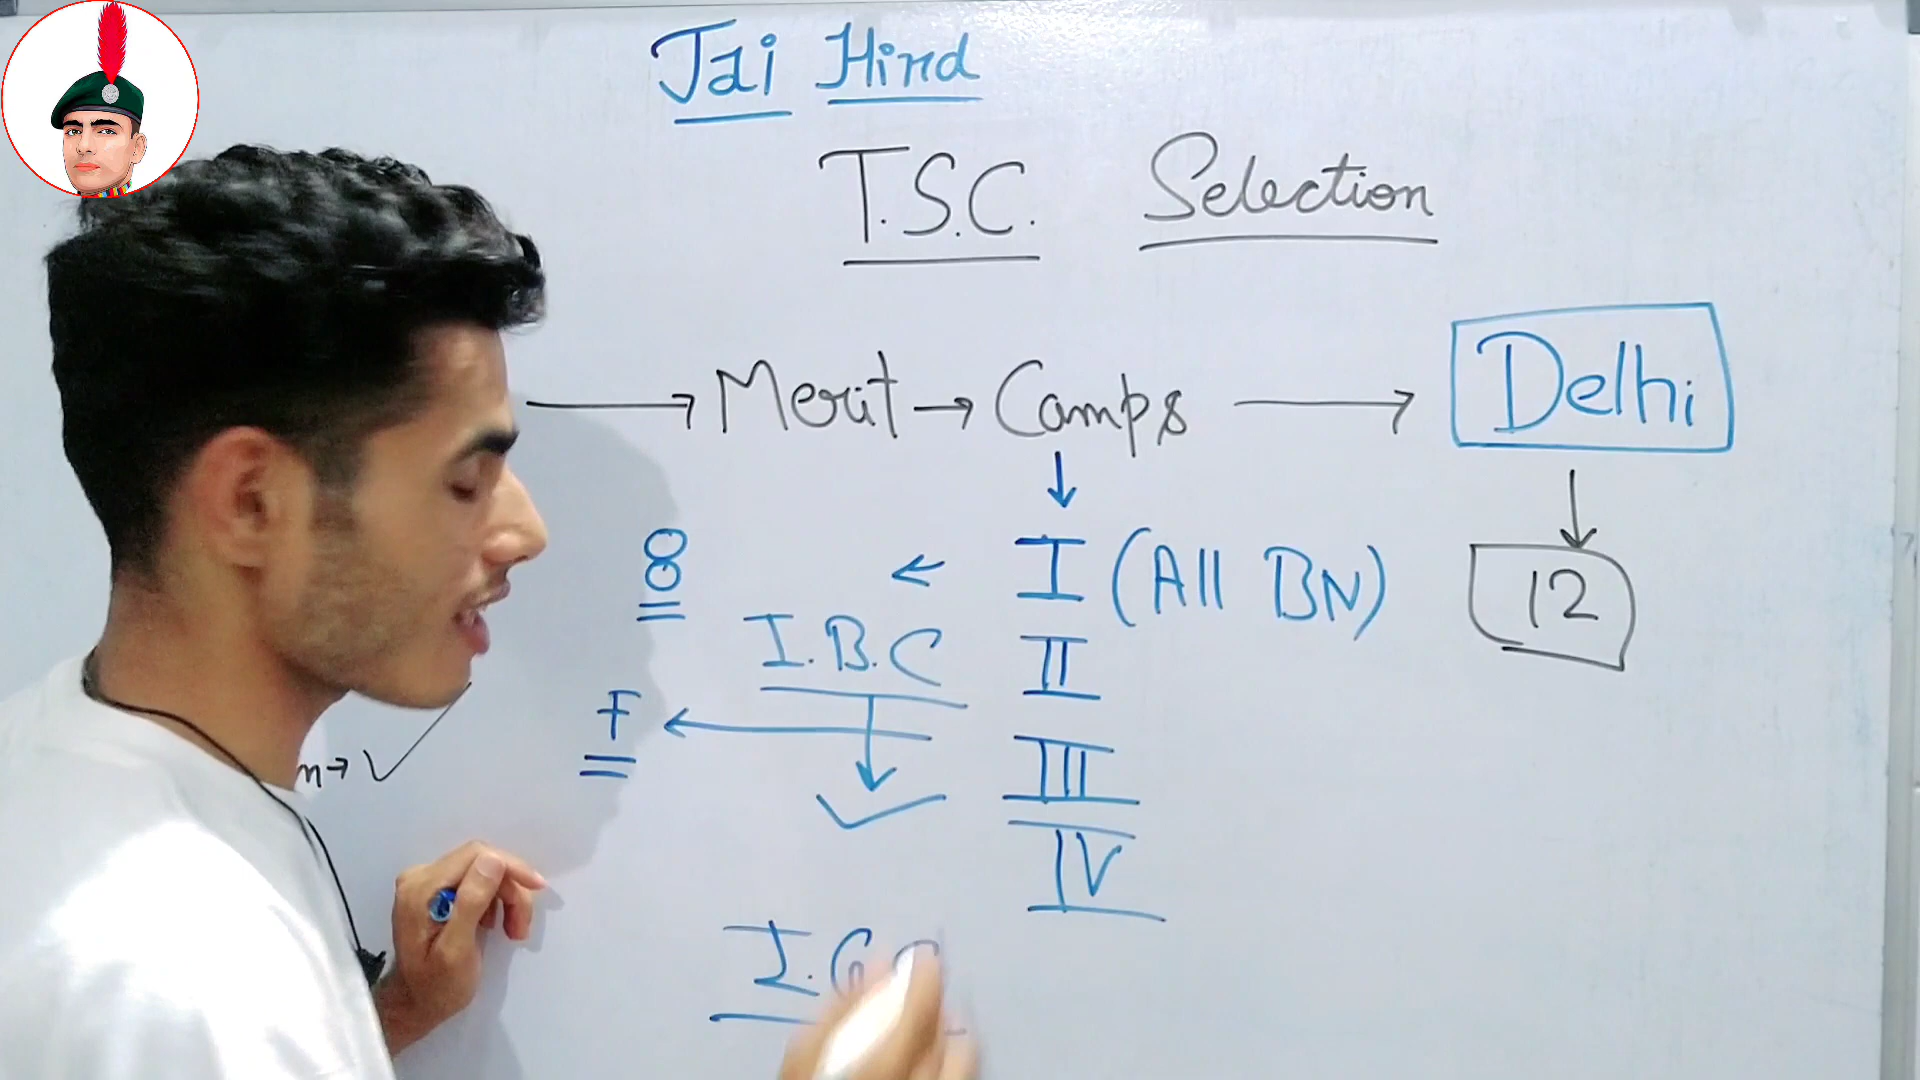 Jai Hind
T.S.C. Selection
→ Merit → Camps → Delhi
8 ← I (All BN) 12
I.B.C II
F ← III
m → ✓
IV
I.G.C